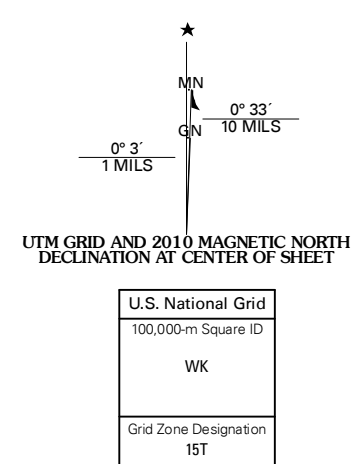 ★
MN
0° 33´
10 MILS
GN
0° 3´
1 MILS
UTM GRID AND 2010 MAGNETIC NORTH
DECLINATION AT CENTER OF SHEET
U.S. National Grid
100,000-m Square ID
WK
Grid Zone Designation
15T